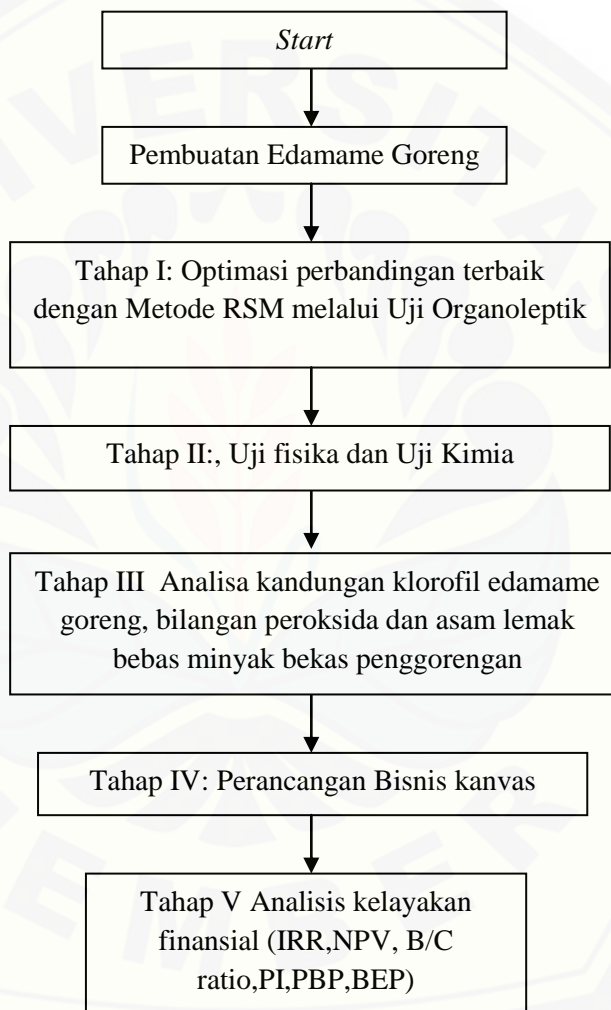 Start
Pembuatan Edamame Goreng
Tahap I: Optimasi perbandingan terbaik
dengan Metode RSM melalui Uji Organoleptik
Tahap II:, Uji fisika dan Uji Kimia
Tahap III  Analisa kandungan klorofil edamame
goreng, bilangan peroksida dan asam lemak
bebas minyak bekas penggorengan
Tahap IV: Perancangan Bisnis kanvas
Tahap V Analisis kelayakan
finansial (IRR,NPV, B/C
ratio,PI,PBP,BEP)